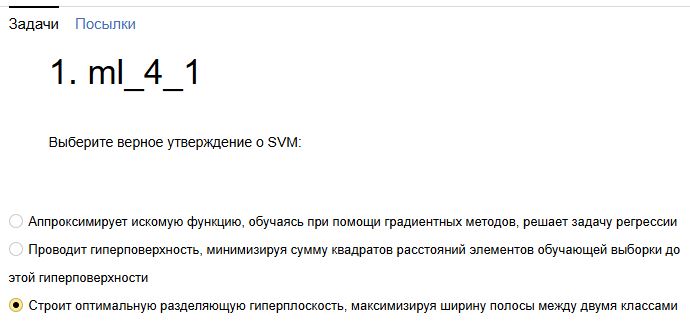 Задачи Посылки
1. ml_4_1
Выберите верное утверждение о SVM:
Аппроксимирует искомую функцию, обучаясь при помощи градиентных методов, решает задачу регрессии
Проводит гиперповерхность, минимизируя сумму квадратов расстояний элементов обучающей выборки до
этой гиперповерхности
Строит оптимальную разделяющую гиперплоскость, максимизируя ширину полосы между двумя классами